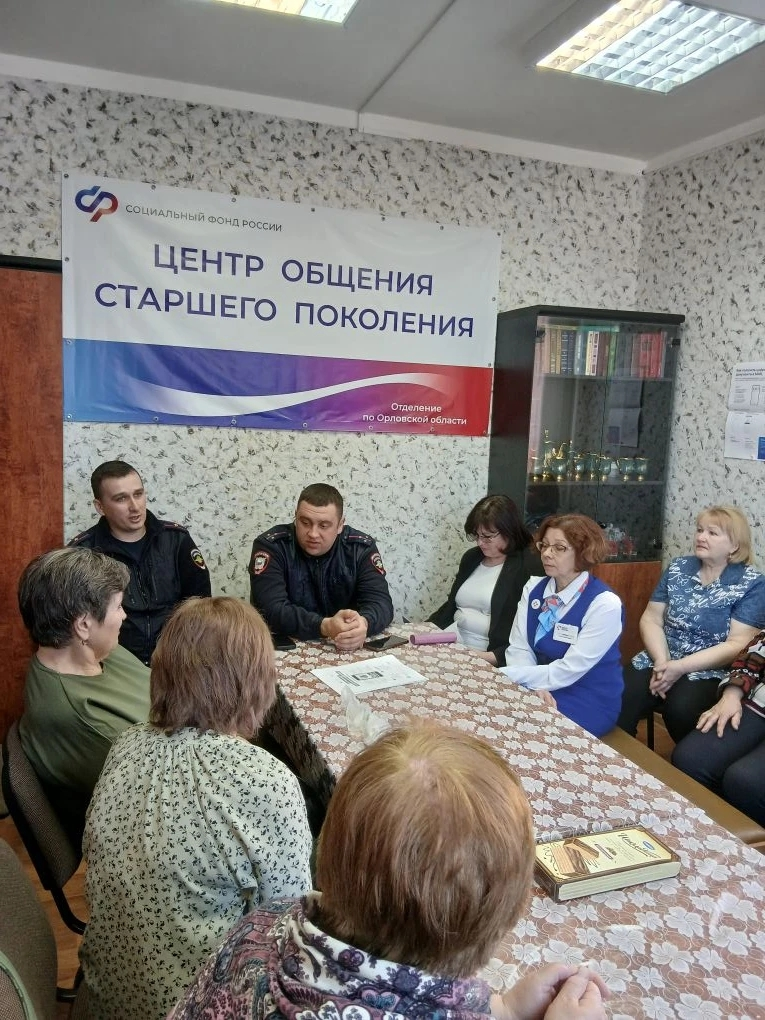 СОЦИАЛЬНЫЙ ФОНД РОССИИ
ЦЕНТР ОБЩЕНИЯ
СТАРШЕГО ПОКОЛЕНИЯ
Отделение
по Орловской области